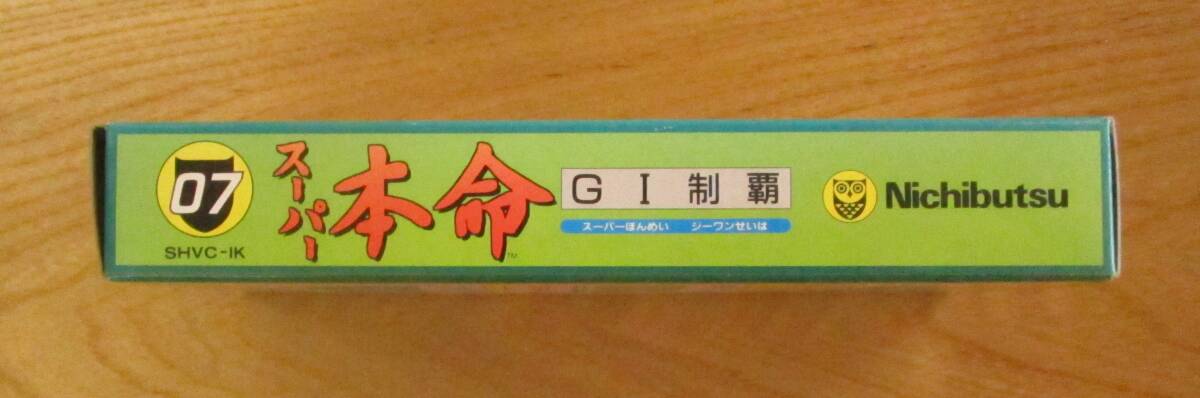 07
SHVC-IK
スーパー
本命
TM
GI制覇
スーパーほんめい ジーワンせいは
Nichibutsu